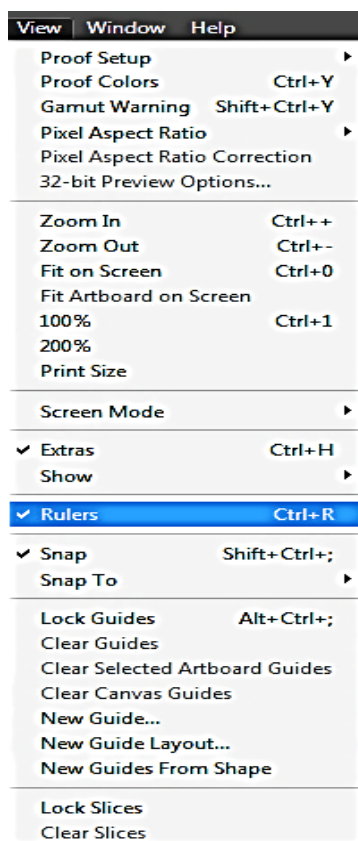 View Window Help
Proof Setup
Proof Colors Ctrl+Y
Gamut Warning Shift+Ctrl+Y
Pixel Aspect Ratio
Pixel Aspect Ratio Correction
32-bit Preview Options...
Zoom In Ctrl++
Zoom Out Ctrl+-
Fit on Screen Ctrl+0
Fit Artboard on Screen
100% Ctrl+1
200%
Print Size
Screen Mode
Extras Ctrl+H
Show
Rulers Ctrl+R
Snap Shift+Ctrl+;
Snap To
Lock Guides Alt+Ctrl+;
Clear Guides
Clear Selected Artboard Guides
Clear Canvas Guides
New Guide...
New Guide Layout...
New Guides From Shape
Lock Slices
Clear Slices